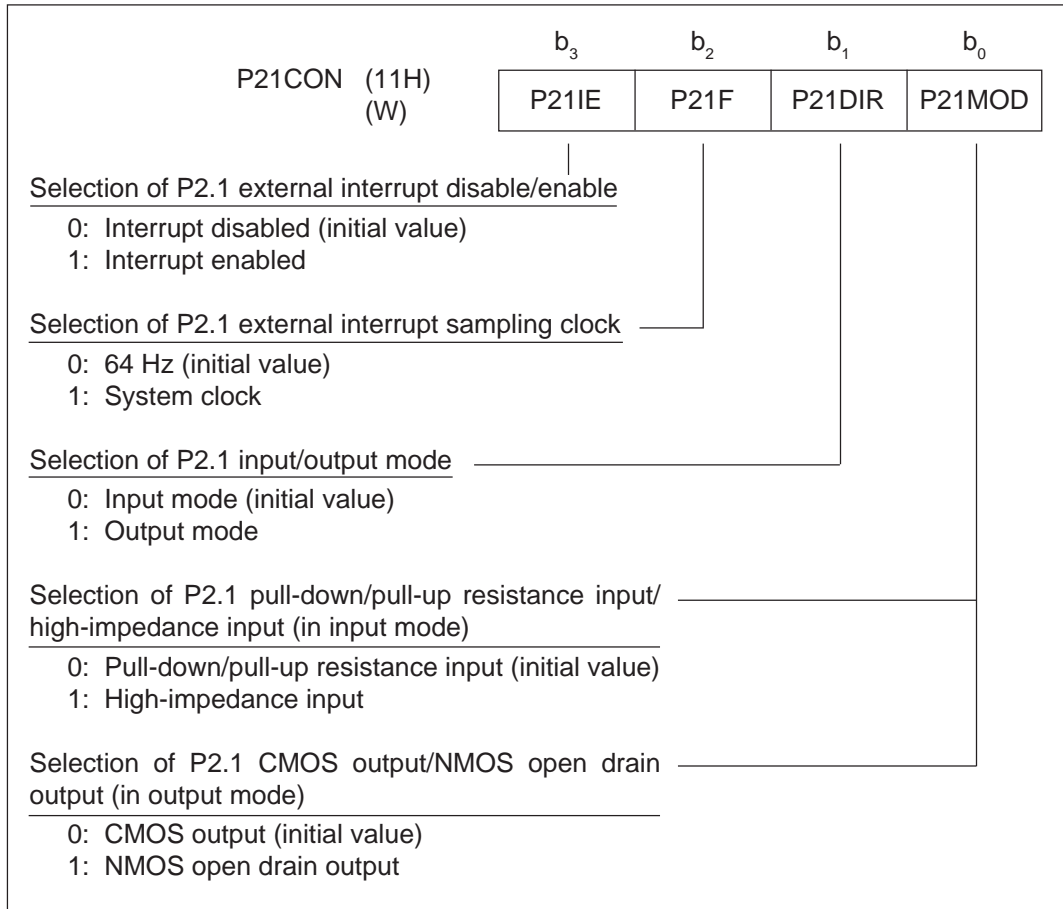 b3 b2 b1 b0
P21CON (11H)
(W)
P21IE P21F P21DIR P21MOD
Selection of P2.1 external interrupt disable/enable
0: Interrupt disabled (initial value)
1: Interrupt enabled
Selection of P2.1 external interrupt sampling clock
0: 64 Hz (initial value)
1: System clock
Selection of P2.1 input/output mode
0: Input mode (initial value)
1: Output mode
Selection of P2.1 pull-down/pull-up resistance input/
high-impedance input (in input mode)
0: Pull-down/pull-up resistance input (initial value)
1: High-impedance input
Selection of P2.1 CMOS output/NMOS open drain
output (in output mode)
0: CMOS output (initial value)
1: NMOS open drain output